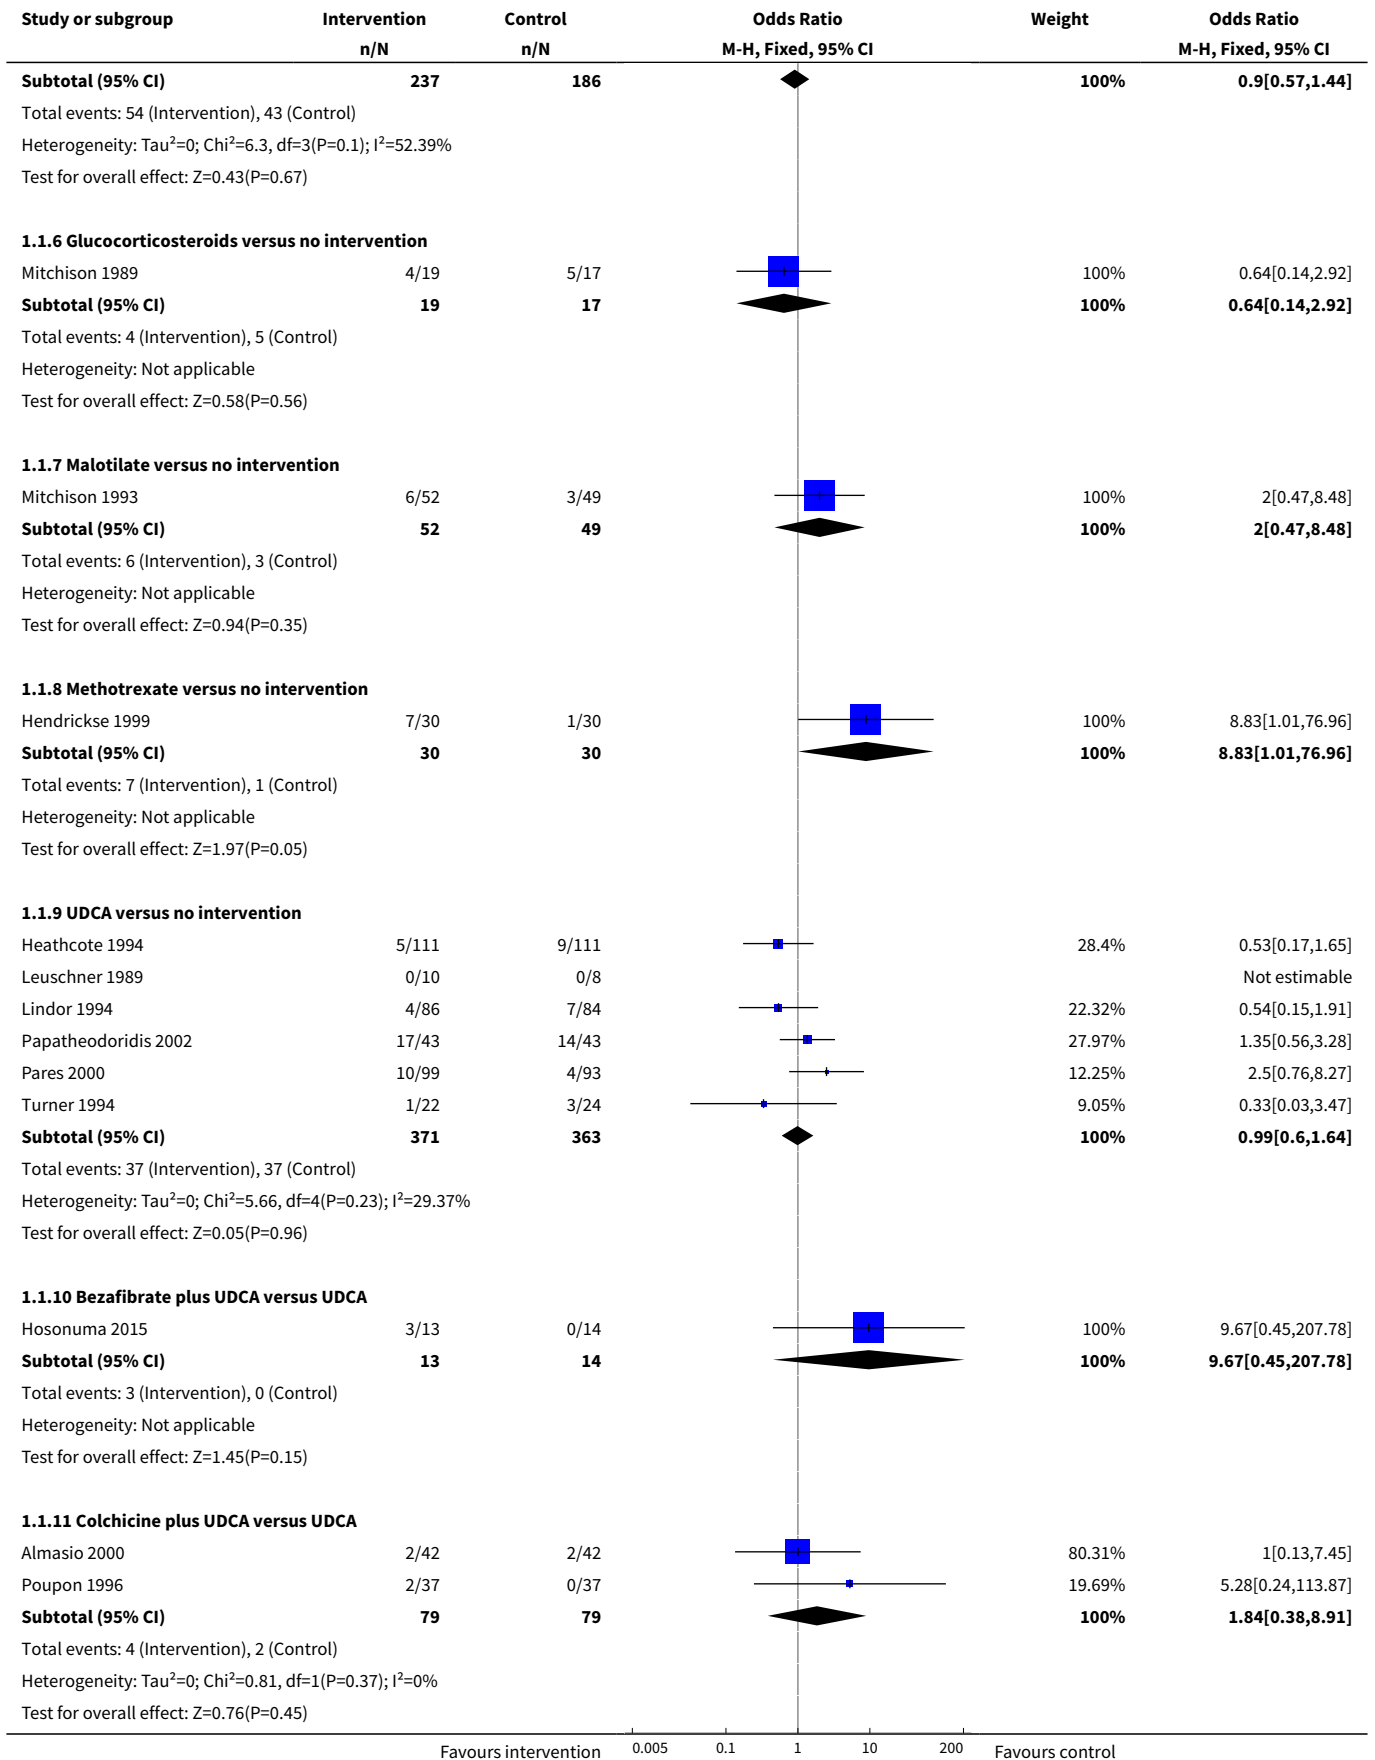 Study or subgroup Intervention Control Odds Ratio Weight Odds Ratio
n/N n/N M-H, Fixed, 95% CI M-H, Fixed, 95% CI
Subtotal (95% CI) 237 186 100% 0.9[0.57,1.44]
Total events: 54 (Intervention), 43 (Control)
Heterogeneity: Tau²=0; Chi²=6.3, df=3(P=0.1); I²=52.39%
Test for overall effect: Z=0.43(P=0.67)
1.1.6 Glucocorticosteroids versus no intervention
Mitchison 1989 4/19 5/17 100% 0.64[0.14,2.92]
Subtotal (95% CI) 19 17 100% 0.64[0.14,2.92]
Total events: 4 (Intervention), 5 (Control)
Heterogeneity: Not applicable
Test for overall effect: Z=0.58(P=0.56)
1.1.7 Malotilate versus no intervention
Mitchison 1993 6/52 3/49 100% 2[0.47,8.48]
Subtotal (95% CI) 52 49 100% 2[0.47,8.48]
Total events: 6 (Intervention), 3 (Control)
Heterogeneity: Not applicable
Test for overall effect: Z=0.94(P=0.35)
1.1.8 Methotrexate versus no intervention
Hendrickse 1999 7/30 1/30 100% 8.83[1.01,76.96]
Subtotal (95% CI) 30 30 100% 8.83[1.01,76.96]
Total events: 7 (Intervention), 1 (Control)
Heterogeneity: Not applicable
Test for overall effect: Z=1.97(P=0.05)
1.1.9 UDCA versus no intervention
Heathcote 1994 5/111 9/111 28.4% 0.53[0.17,1.65]
Leuschner 1989 0/10 0/8 Not estimable
Lindor 1994 4/86 7/84 22.32% 0.54[0.15,1.91]
Papatheodoridis 2002 17/43 14/43 27.97% 1.35[0.56,3.28]
Pares 2000 10/99 4/93 12.25% 2.5[0.76,8.27]
Turner 1994 1/22 3/24 9.05% 0.33[0.03,3.47]
Subtotal (95% CI) 371 363 100% 0.99[0.6,1.64]
Total events: 37 (Intervention), 37 (Control)
Heterogeneity: Tau²=0; Chi²=5.66, df=4(P=0.23); I²=29.37%
Test for overall effect: Z=0.05(P=0.96)
1.1.10 Bezafibrate plus UDCA versus UDCA
Hosonuma 2015 3/13 0/14 100% 9.67[0.45,207.78]
Subtotal (95% CI) 13 14 100% 9.67[0.45,207.78]
Total events: 3 (Intervention), 0 (Control)
Heterogeneity: Not applicable
Test for overall effect: Z=1.45(P=0.15)
1.1.11 Colchicine plus UDCA versus UDCA
Almasio 2000 2/42 2/42 80.31% 1[0.13,7.45]
Poupon 1996 2/37 0/37 19.69% 5.28[0.24,113.87]
Subtotal (95% CI) 79 79 100% 1.84[0.38,8.91]
Total events: 4 (Intervention), 2 (Control)
Heterogeneity: Tau²=0; Chi²=0.81, df=1(P=0.37); I²=0%
Test for overall effect: Z=0.76(P=0.45)
Favours intervention 0.005 0.1 1 10 200 Favours control